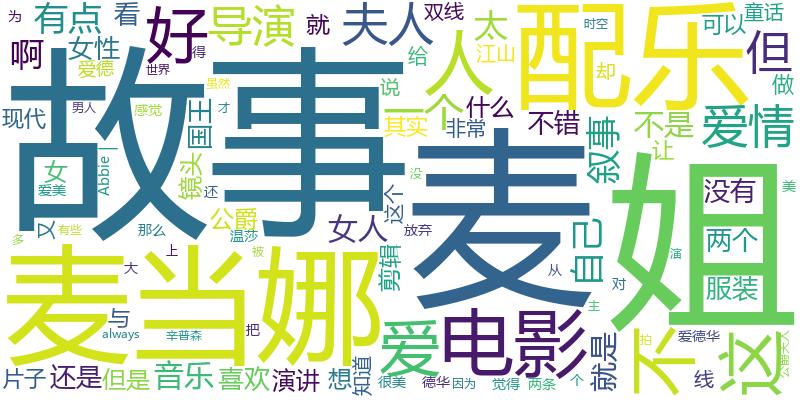 为
有点
看
好
导演
就
夫人
双线
太
江山
配乐
时空
可以
童话
但
做
啊
女性
得
给
人
却
爱德
世界
故事
虽然
说
一个
什么
其实
非常
不错
叙事
不是
让
爱情
现代
男人
感觉
才
国王
Abbie
镜头
还
这个
没
麦
姐
没有
美
女
爱美
又
有些
那么
公爵
温莎
女人
放弃
剪辑
自己
两个
服装
多
上
被
大
从
对
演
麦当娜
主
与
always
辛普森
把
爱
电影
就是
不
拍
爱德华
这
公爵夫人
片子
还是
但是
音乐
喜欢
演讲
想
知道
很美
德华
因为
觉得
两条
个
线